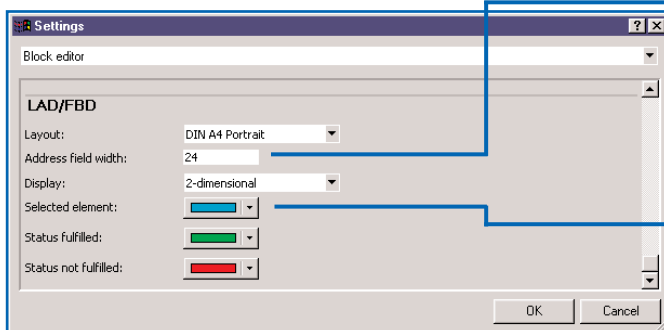 Settings
Block editor
LAD/FBD
Layout: DIN A4 Portrait
Address field width: 24
Display: 2-dimensional
Selected element:
Status fulfilled:
Status not fulfilled:
OK Cancel